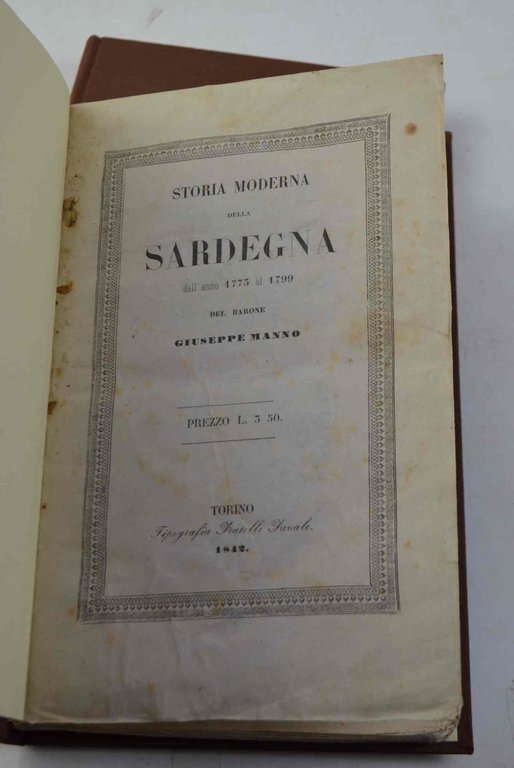 STORIA MODERNA
DELLA
SARDEGNA
dall' anno 1773 al 1799
DEL BARONE
GIUSEPPE MANNO
PREZZO L. 3 50.
TORINO
Tipografia Fratelli Favale.
1842.